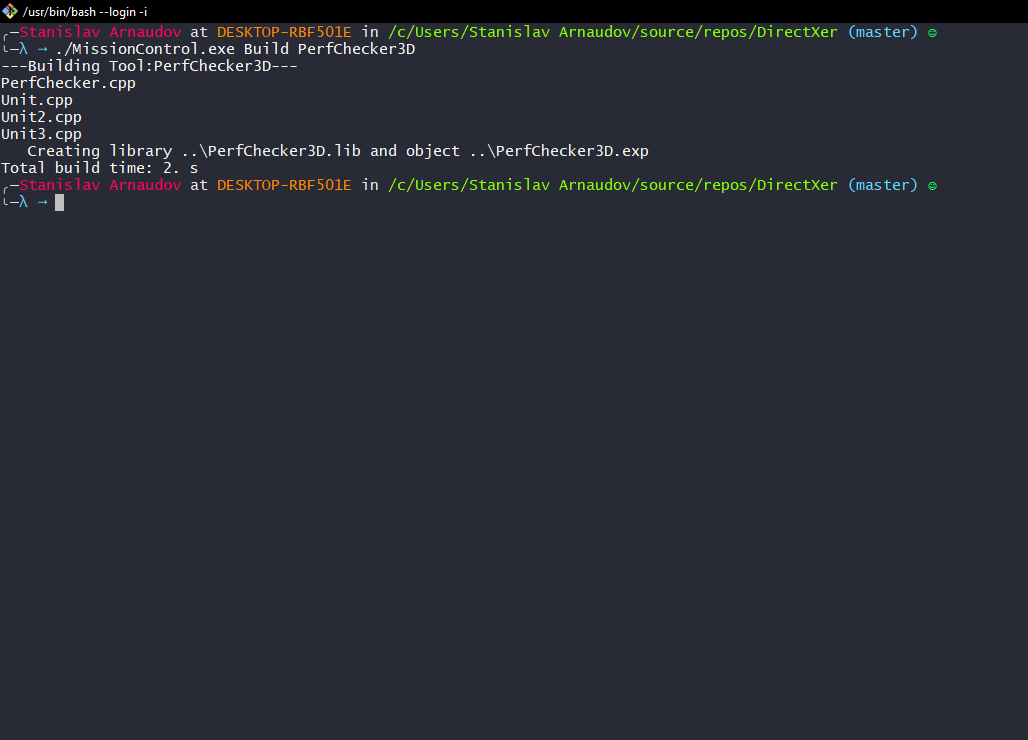 /usr/bin/bash --login -i
╭─Stanislav Arnaudov at DESKTOP-RBF501E in /c/Users/Stanislav Arnaudov/source/repos/DirectXer (master) ☺
╰─λ → ./MissionControl.exe Build PerfChecker3D
---Building Tool:PerfChecker3D---
PerfChecker.cpp
Unit.cpp
Unit2.cpp
Unit3.cpp
   Creating library ..\PerfChecker3D.lib and object ..\PerfChecker3D.exp
Total build time: 2. s
╭─Stanislav Arnaudov at DESKTOP-RBF501E in /c/Users/Stanislav Arnaudov/source/repos/DirectXer (master) ☺
╰─λ →